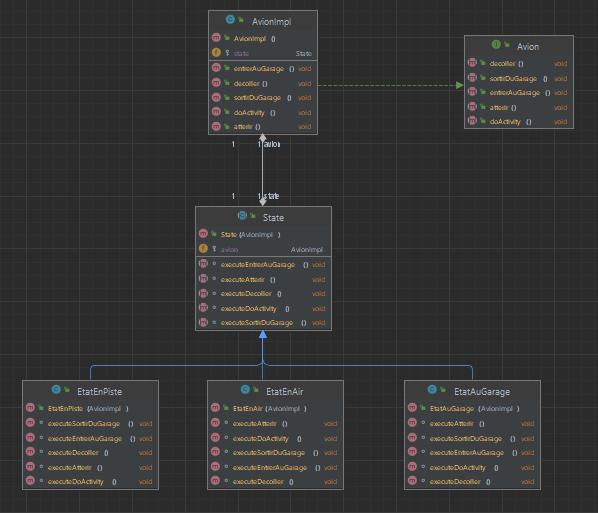 AvionImpl
AvionImpl ()
state State
entrerAuGarage () void
decoller () void
sortirDuGarage () void
doActivity () void
atterir () void
Avion
decoller () void
sortirDuGarage () void
entrerAuGarage () void
atterir () void
doActivity () void
1 1 avion
1 1 state
State
State (AvionImpl )
avion AvionImpl
executeEntrerAuGarage () void
executeAtterir () void
executeDecoller () void
executeDoActivity () void
executeSortirDuGarage () void
EtatEnPiste
EtatEnPiste (AvionImpl )
executeSortirDuGarage () void
executeEntrerAuGarage () void
executeDecoller () void
executeAtterir () void
executeDoActivity () void
EtatEnAir
EtatEnAir (AvionImpl )
executeAtterir () void
executeDoActivity () void
executeSortirDuGarage () void
executeEntrerAuGarage () void
executeDecoller () void
EtatAuGarage
EtatAuGarage (AvionImpl )
executeAtterir () void
executeSortirDuGarage () void
executeEntrerAuGarage () void
executeDoActivity () void
executeDecoller () void